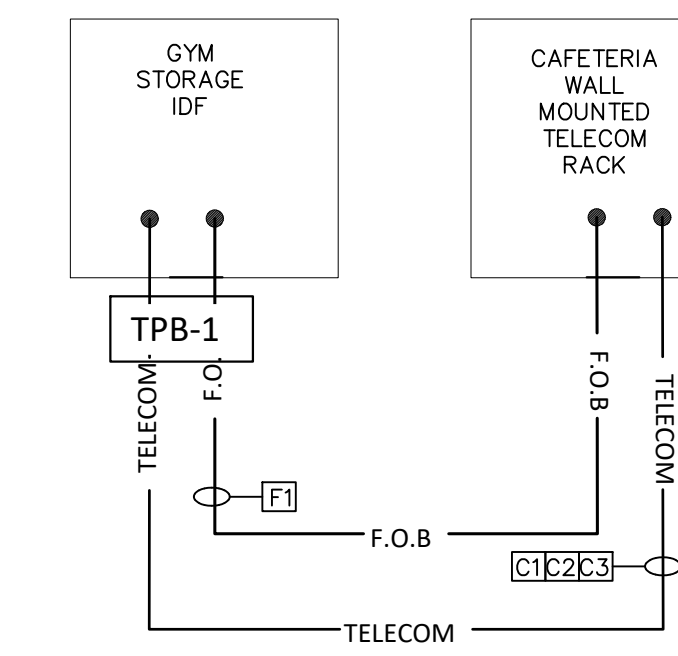 GYM
STORAGE
IDF
CAFETERIA
WALL
MOUNTED
TELECOM
RACK
TPB-1
TELECOM
F.O.
F.O.B
TELECOM
F1
F.O.B
C1 C2 C3
TELECOM